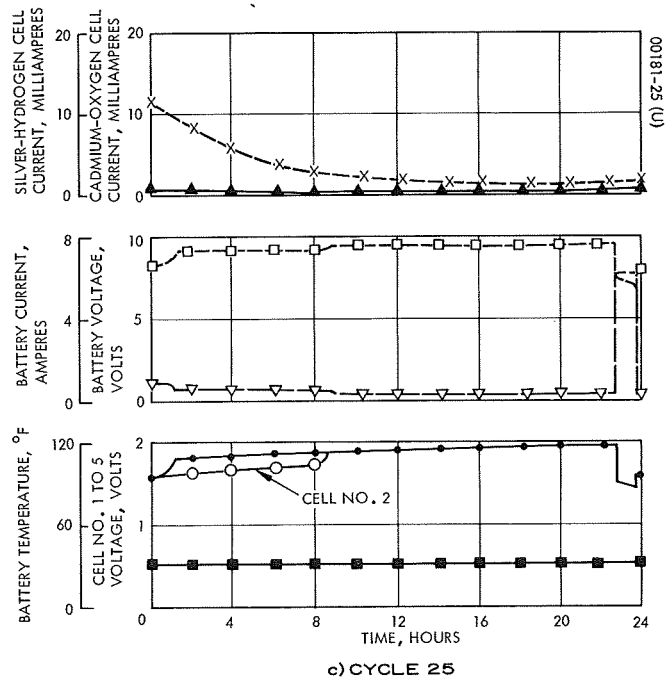 SILVER-HYDROGEN CELL
CURRENT, MILLIAMPERES
20
10
0
CADMIUM-OXYGEN CELL
CURRENT, MILLIAMPERES
20
10
0
00181-25 (U)
BATTERY CURRENT,
AMPERES
8
4
0
BATTERY VOLTAGE,
VOLTS
10
5
0
BATTERY TEMPERATURE, °F
120
60
0
CELL NO. 1 TO 5
VOLTAGE, VOLTS
2
1
0
CELL NO. 2
4
8
12
16
20
24
TIME, HOURS
c) CYCLE 25